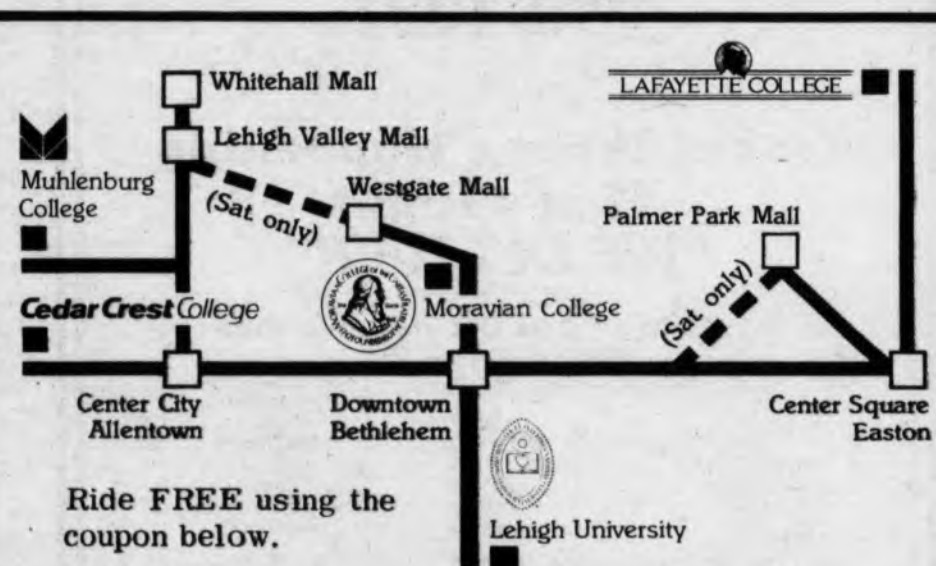 Whitehall Mall
LAFAYETTE COLLEGE
Lehigh Valley Mall
Muhlenburg
College
(Sat. only)
Westgate Mall
Palmer Park Mall
(Sat. only)
Cedar Crest College
Moravian College
Center City
Allentown
Downtown
Bethlehem
Center Square
Easton
Ride FREE using the
coupon below.
Lehigh University